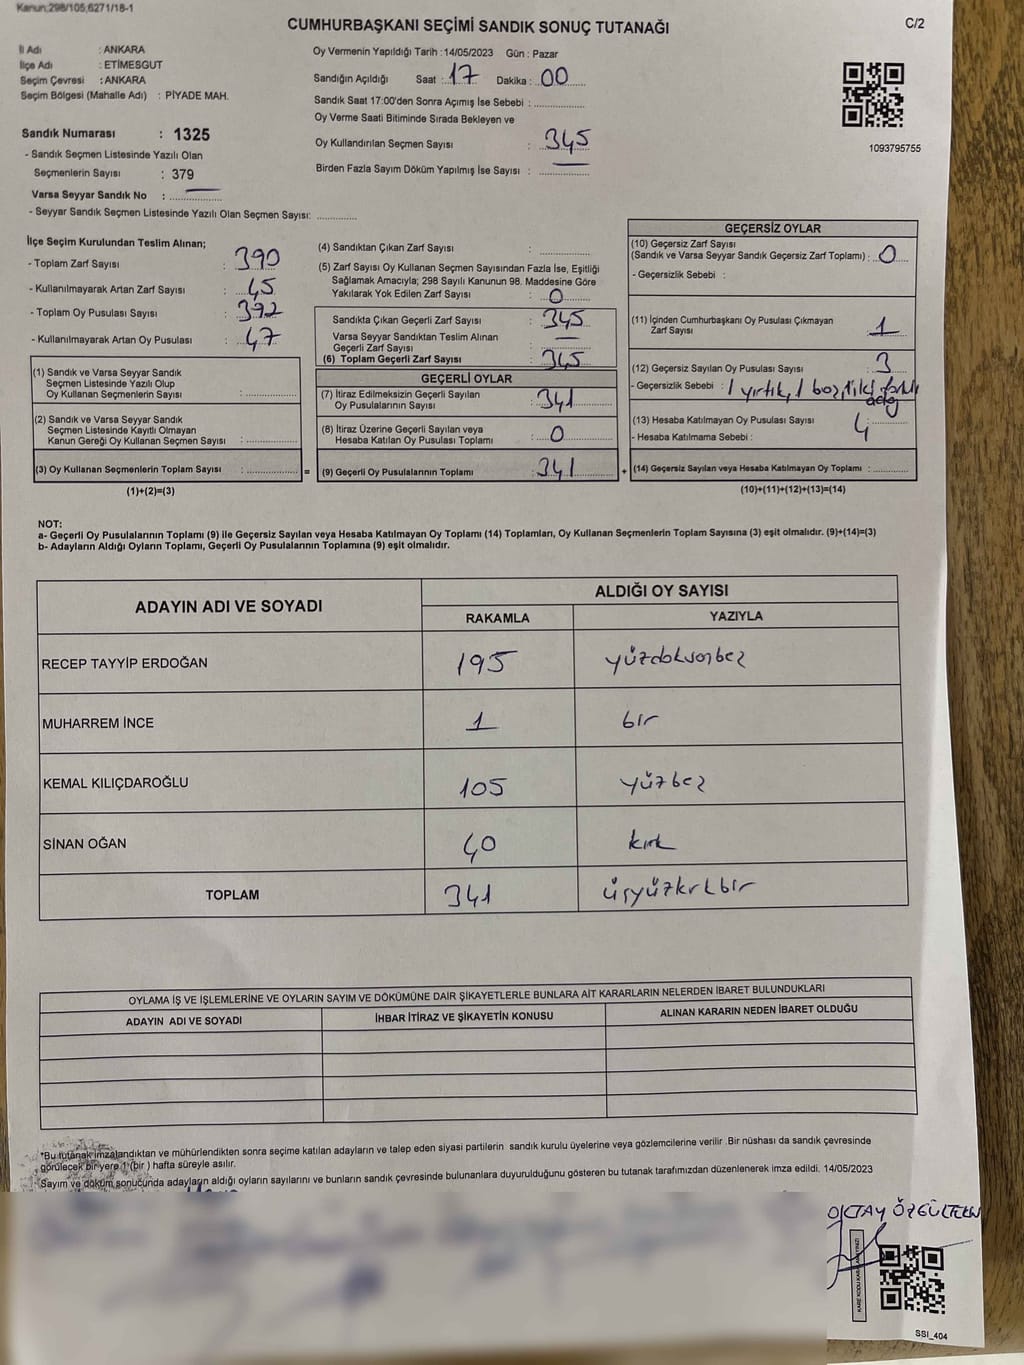 Kanun;298/105;6271/18-1
CUMHURBAŞKANI SEÇİMİ SANDIK SONUÇ TUTANAĞI
C/2
İl Adı : ANKARA
İlçe Adı : ETİMESGUT
Seçim Çevresi : ANKARA
Seçim Bölgesi (Mahalle Adı) : PİYADE MAH.
Sandık Numarası : 1325
- Sandık Seçmen Listesinde Yazılı Olan
Seçmenlerin Sayısı : 379
Varsa Seyyar Sandık No :
- Seyyar Sandık Seçmen Listesinde Yazılı Olan Seçmen Sayısı:
Oy Vermenin Yapıldığı Tarih : 14/05/2023 Gün : Pazar
Sandığın Açıldığı Saat : 17 Dakika : 00
Sandık Saat 17:00'den Sonra Açımış İse Sebebi :
Oy Verme Saati Bitiminde Sırada Bekleyen ve
Oy Kullandırılan Seçmen Sayısı : 345
Birden Fazla Sayım Döküm Yapılmış İse Sayısı :
1093795755
İlçe Seçim Kurulundan Teslim Alınan;
- Toplam Zarf Sayısı : 390
- Kullanılmayarak Artan Zarf Sayısı : 45
- Toplam Oy Pusulası Sayısı : 392
- Kullanılmayarak Artan Oy Pusulası : 47
(1) Sandık ve Varsa Seyyar Sandık
Seçmen Listesinde Yazılı Olup
Oy Kullanan Seçmenlerin Sayısı :
(2) Sandık ve Varsa Seyyar Sandık
Seçmen Listesinde Kayıtlı Olmayan
Kanun Gereği Oy Kullanan Seçmen Sayısı :
(3) Oy Kullanan Seçmenlerin Toplam Sayısı : =
(1)+(2)=(3)
(4) Sandıktan Çıkan Zarf Sayısı :
(5) Zarf Sayısı Oy Kullanan Seçmen Sayısından Fazla İse, Eşitliği
Sağlamak Amacıyla; 298 Sayılı Kanunun 98. Maddesine Göre
Yakılarak Yok Edilen Zarf Sayısı : 0
Sandıkta Çıkan Geçerli Zarf Sayısı : 345
Varsa Seyyar Sandıktan Teslim Alınan
Geçerli Zarf Sayısı : —
(6) Toplam Geçerli Zarf Sayısı : 345
GEÇERLİ OYLAR
(7) İtiraz Edilmeksizin Geçerli Sayılan
Oy Pusulalarının Sayısı : 341
(8) İtiraz Üzerine Geçerli Sayılan veya
Hesaba Katılan Oy Pusulası Toplamı : 0
(9) Geçerli Oy Pusulalarının Toplamı : 341 +
GEÇERSİZ OYLAR
(10) Geçersiz Zarf Sayısı
(Sandık ve Varsa Seyyar Sandık Geçersiz Zarf Toplamı) : 0
- Geçersizlik Sebebi :
(11) İçinden Cumhurbaşkanı Oy Pusulası Çıkmayan
Zarf Sayısı 1
(12) Geçersiz Sayılan Oy Pusulası Sayısı : 3
- Geçersizlik Sebebi : 1 yırtık, 1 boş, 1 iki farklı
aday
(13) Hesaba Katılmayan Oy Pusulası Sayısı : 4
- Hesaba Katılmama Sebebi :
(14) Geçersiz Sayılan veya Hesaba Katılmayan Oy Toplamı :
(10)+(11)+(12)+(13)=(14)
NOT:
a- Geçerli Oy Pusulalarının Toplamı (9) ile Geçersiz Sayılan veya Hesaba Katılmayan Oy Toplamı (14) Toplamları, Oy Kullanan Seçmenlerin Toplam Sayısına (3) eşit olmalıdır. (9)+(14)=(3)
b- Adayların Aldığı Oyların Toplamı, Geçerli Oy Pusulalarının Toplamına (9) eşit olmalıdır.
ADAYIN ADI VE SOYADI
ALDIĞI OY SAYISI
RAKAMLA YAZIYLA
RECEP TAYYİP ERDOĞAN 195 yüzdoksanbeş
MUHARREM İNCE 1 bir
KEMAL KILIÇDAROĞLU 105 yüzbeş
SİNAN OĞAN 40 kırk
TOPLAM 341 üçyüzkırkbir
OYLAMA İŞ VE İŞLEMLERİNE VE OYLARIN SAYIM VE DÖKÜMÜNE DAİR ŞİKAYETLERLE BUNLARA AİT KARARLARIN NELERDEN İBARET BULUNDUKLARI
ADAYIN ADI VE SOYADI İHBAR İTİRAZ VE ŞİKAYETİN KONUSU ALINAN KARARIN NEDEN İBARET OLDUĞU
*Bu tutanak imzalandıktan ve mühürlendikten sonra seçime katılan adayların ve talep eden siyasi partilerin sandık kurulu üyelerine veya gözlemcilerine verilir .Bir nüshası da sandık çevresinde
görülecek bir yere 1 (bir ) hafta süreyle asılır.
Sayım ve döküm sonucunda adayların aldığı oyların sayılarını ve bunların sandık çevresinde bulunanlara duyurulduğunu gösteren bu tutanak tarafımızdan düzenlenerek imza edildi. 14/05/2023
OKTAY ÖZGÜLTEKİN
SSI_404